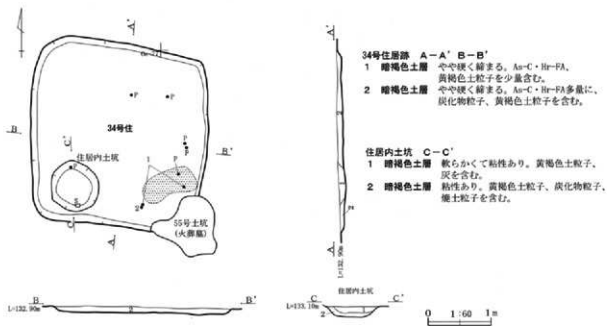 A'
34号住
P
P
P
P
B
B'
C'
住居内土坑
P
1
P
2
C
A
55号土坑
(火葬墓)
34号住居跡 A-A' B-B'
1 暗褐色土層 やや硬く締まる。As-C・Hr-FA、
黄褐色土粒子を少量含む。
2 暗褐色土層 やや硬く締まる。As-C・Hr-FA多量に、
炭化物粒子、黄褐色土粒子を含む。
住居内土坑 C-C'
1 暗褐色土層 軟らかくて粘性あり。黄褐色土粒子、
灰を含む。
2 暗褐色土層 粘性あり。黄褐色土粒子、炭化物粒子、
焼土粒子を含む。
A'
A
L=132.90m
B
B'
L=132.90m
2
住居内土坑
C
C'
L=133.10m
1
2
0 1:60 1m